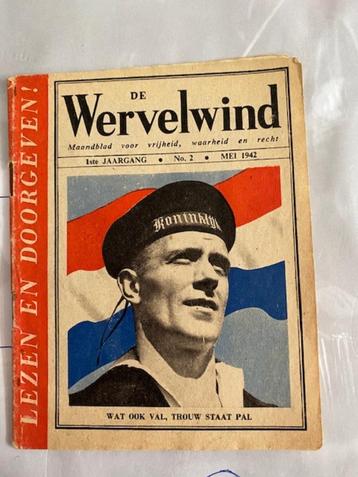 LEZEN EN DOORGEVEN!
DE
Wervelwind
Maandblad voor vrijheid, waarheid en recht
1ste JAARGANG • No. 2 • MEI 1942
Koninklij
WAT OOK VAL, TROUW STAAT PAL